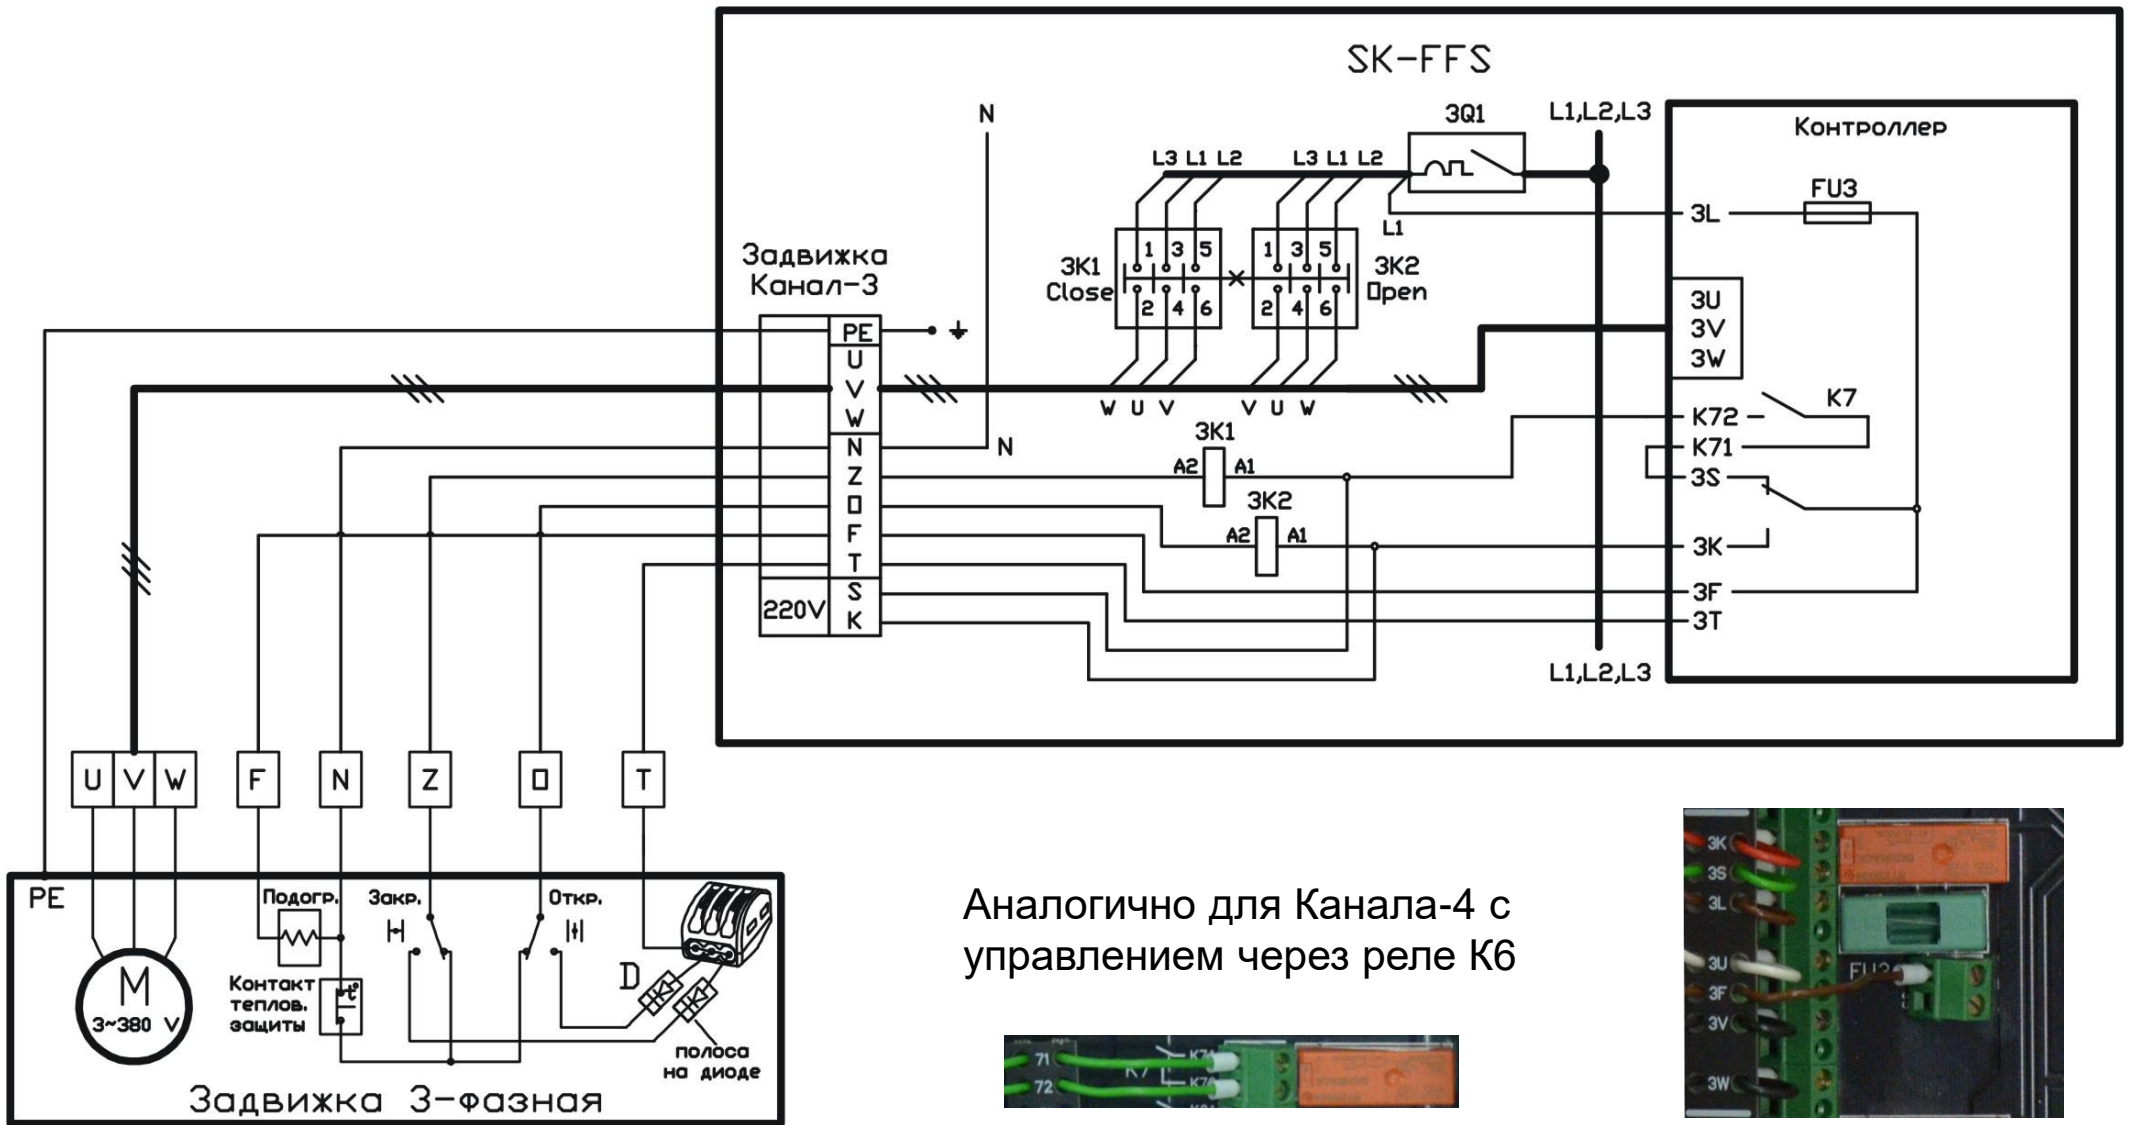 SK-FFS
N
3Q1
L1,L2,L3
Контроллер
L3 L1 L2
L3 L1 L2
FU3
3L
L1
Задвижка
Канал-3
3K1
Close
1 3 5
2 4 6
1 3 5
2 4 6
3K2
Open
3U
3V
3W
PE
U
V
W
N
Z
O
F
T
S
K
220V
W U V
V U W
N
3K1
A2 A1
3K2
A2 A1
K72
K7
K71
3S
3K
3F
3T
L1,L2,L3
U V W F N Z O T
PE
Подогр.
Закр.
Откр.
M
3~380 V
Контакт
теплов.
защиты
t°
D
полоса
на диоде
Задвижка 3-фазная
Аналогично для Канала-4 с
управлением через реле К6
71
72
K7
3K
3S
3L
3U
3F
3V
3W